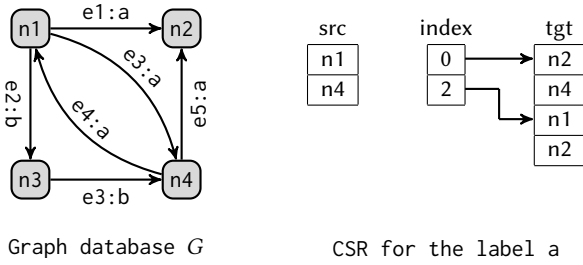 n1
e1:a
n2
e2:b
e3:a
e4:a
e5:a
n3
e3:b
n4
Graph database G
src
n1
n4
index
0
2
tgt
n2
n4
n1
n2
CSR for the label a